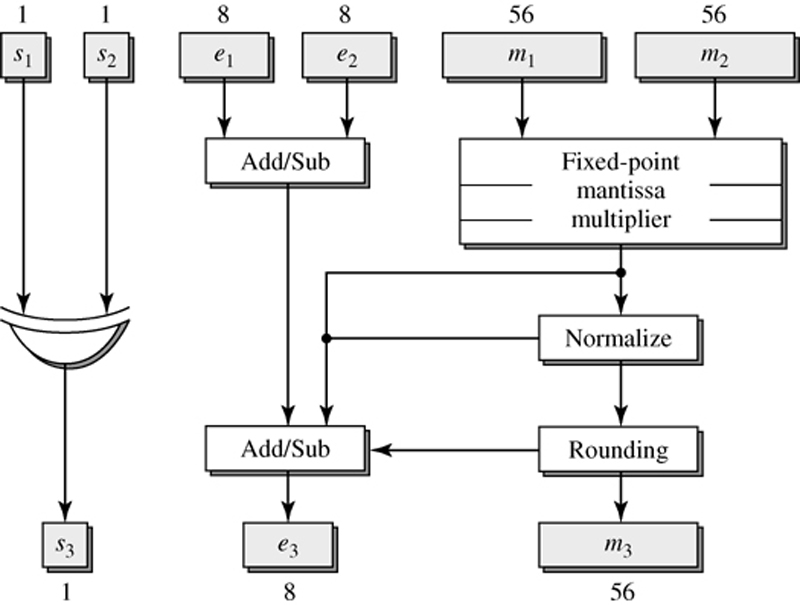 1 1 8 8 56 56
s1 s2 e1 e2 m1 m2
Add/Sub
Fixed-point
mantissa
multiplier
Normalize
Add/Sub
Rounding
s3 e3 m3
1 8 56